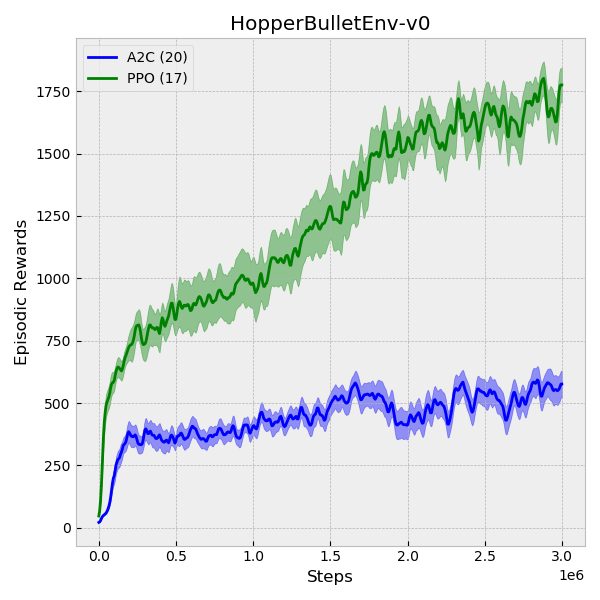 HopperBulletEnv-v0
A2C (20)
PPO (17)
Episodic Rewards
1750
1500
1250
1000
750
500
250
0
0.0 0.5 1.0 1.5 2.0 2.5 3.0
Steps
1e6